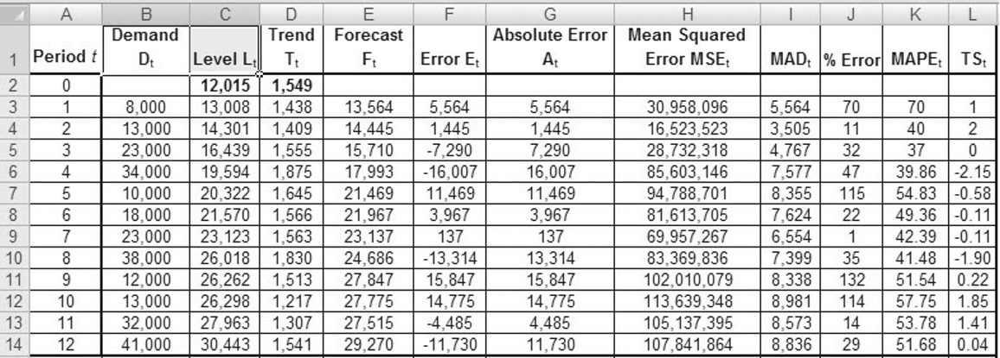 A B C D E F G H I J K L
1 Period t Demand Dₜ Level Lₜ Trend Tₜ Forecast Fₜ Error Eₜ Absolute Error Aₜ Mean Squared Error MSEₜ MADₜ % Error MAPEₜ TSₜ
2 0 12,015 1,549
3 1 8,000 13,008 1,438 13,564 5,564 5,564 30,958,096 5,564 70 70 1
4 2 13,000 14,301 1,409 14,445 1,445 1,445 16,523,523 3,505 11 40 2
5 3 23,000 16,439 1,555 15,710 -7,290 7,290 28,732,318 4,767 32 37 0
6 4 34,000 19,594 1,875 17,993 -16,007 16,007 85,603,146 7,577 47 39.86 -2.15
7 5 10,000 20,322 1,645 21,469 11,469 11,469 94,788,701 8,355 115 54.83 -0.58
8 6 18,000 21,570 1,566 21,967 3,967 3,967 81,613,705 7,624 22 49.36 -0.11
9 7 23,000 23,123 1,563 23,137 137 137 69,957,267 6,554 1 42.39 -0.11
10 8 38,000 26,018 1,830 24,686 -13,314 13,314 83,369,836 7,399 35 41.48 -1.90
11 9 12,000 26,262 1,513 27,847 15,847 15,847 102,010,079 8,338 132 51.54 0.22
12 10 13,000 26,298 1,217 27,775 14,775 14,775 113,639,348 8,981 114 57.75 1.85
13 11 32,000 27,963 1,307 27,515 -4,485 4,485 105,137,395 8,573 14 53.78 1.41
14 12 41,000 30,443 1,541 29,270 -11,730 11,730 107,841,864 8,836 29 51.68 0.04